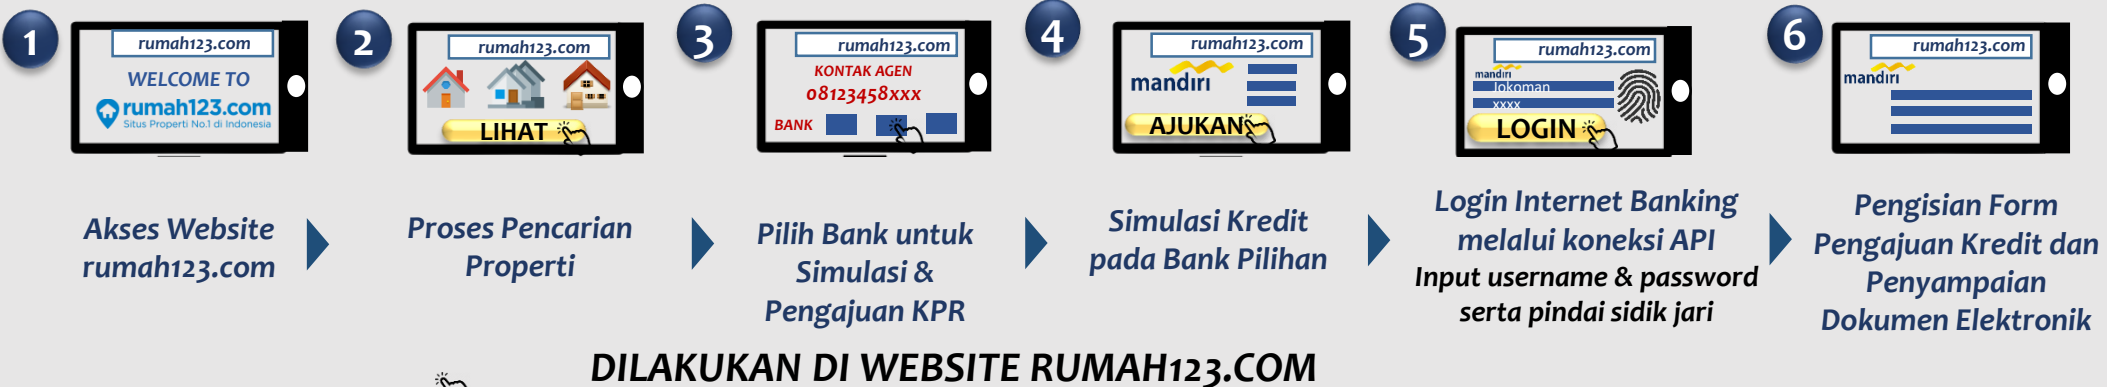 1
rumah123.com
WELCOME TO
rumah123.com
Situs Properti No.1 di Indonesia
Akses Website
rumah123.com
2
rumah123.com
LIHAT
Proses Pencarian
Properti
3
rumah123.com
KONTAK AGEN
08123458xxx
BANK
Pilih Bank untuk
Simulasi &
Pengajuan KPR
4
rumah123.com
mandiri
AJUKAN
Simulasi Kredit
pada Bank Pilihan
5
rumah123.com
mandiri
Jokoman
xxxx
LOGIN
Login Internet Banking
melalui koneksi API
Input username & password
serta pindai sidik jari
6
rumah123.com
mandiri
Pengisian Form
Pengajuan Kredit dan
Penyampaian
Dokumen Elektronik
DILAKUKAN DI WEBSITE RUMAH123.COM